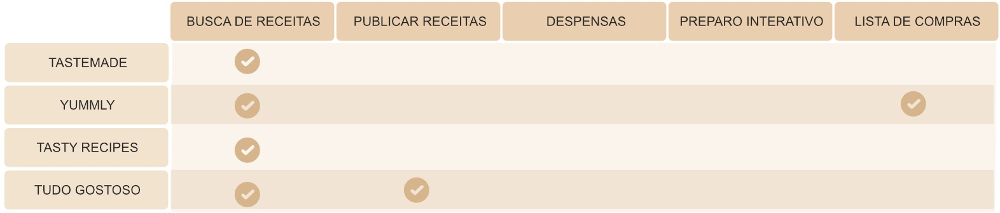 BUSCA DE RECEITAS PUBLICAR RECEITAS DESPENSAS PREPARO INTERATIVO LISTA DE COMPRAS
TASTEMADE
YUMMLY
TASTY RECIPES
TUDO GOSTOSO